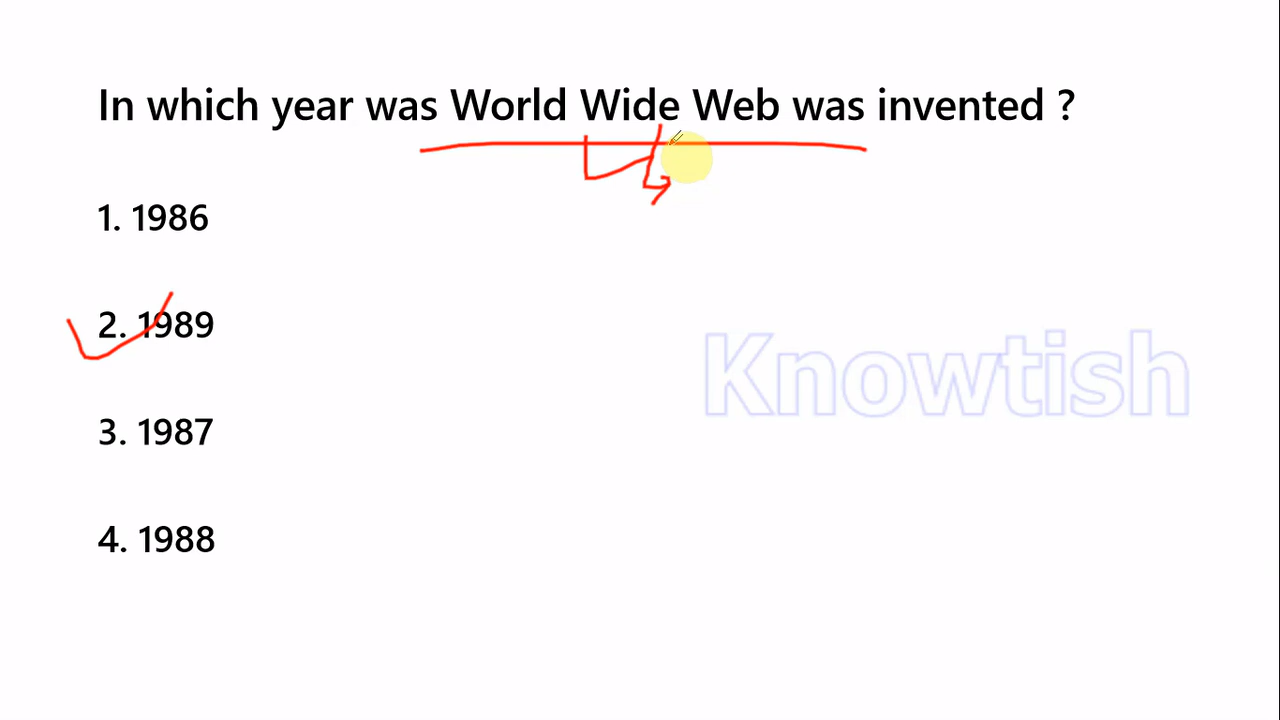 In which year was World Wide Web was invented ?
1. 1986
2. 1989
Knowtish
3. 1987
4. 1988